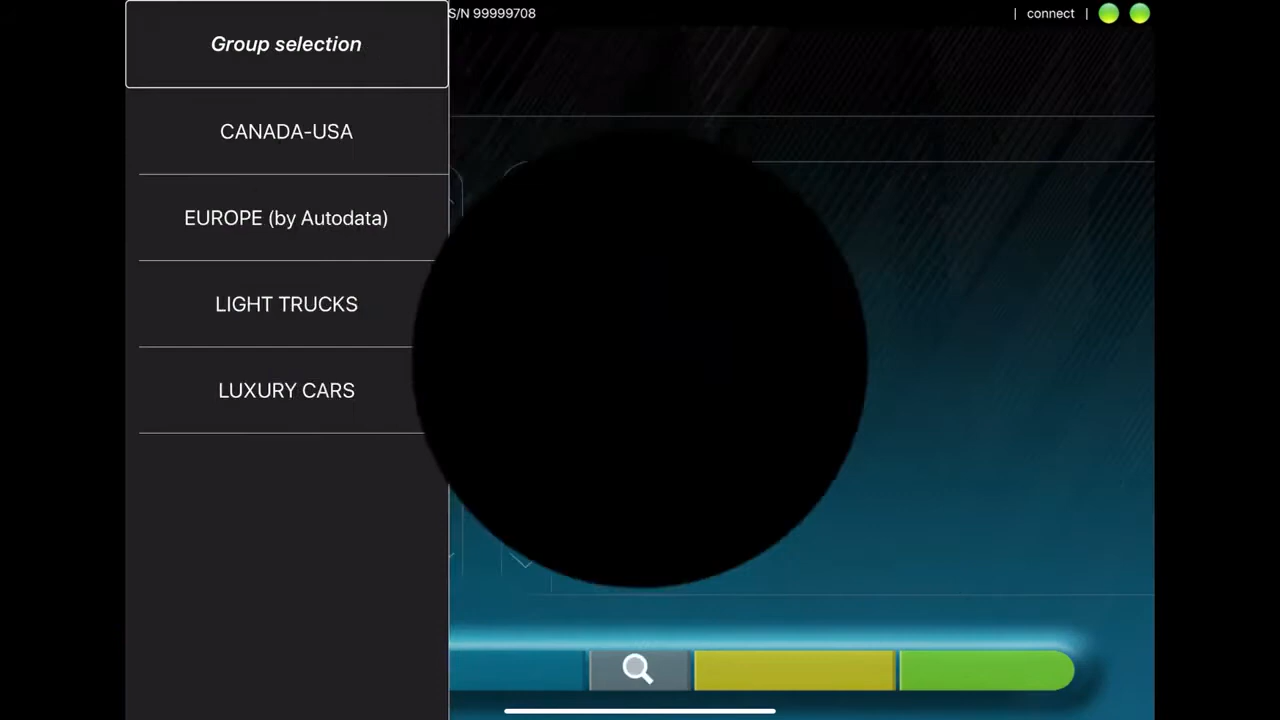 S/N 99999708
| connect |
Group selection
CANADA-USA
EUROPE (by Autodata)
LIGHT TRUCKS
LUXURY CARS